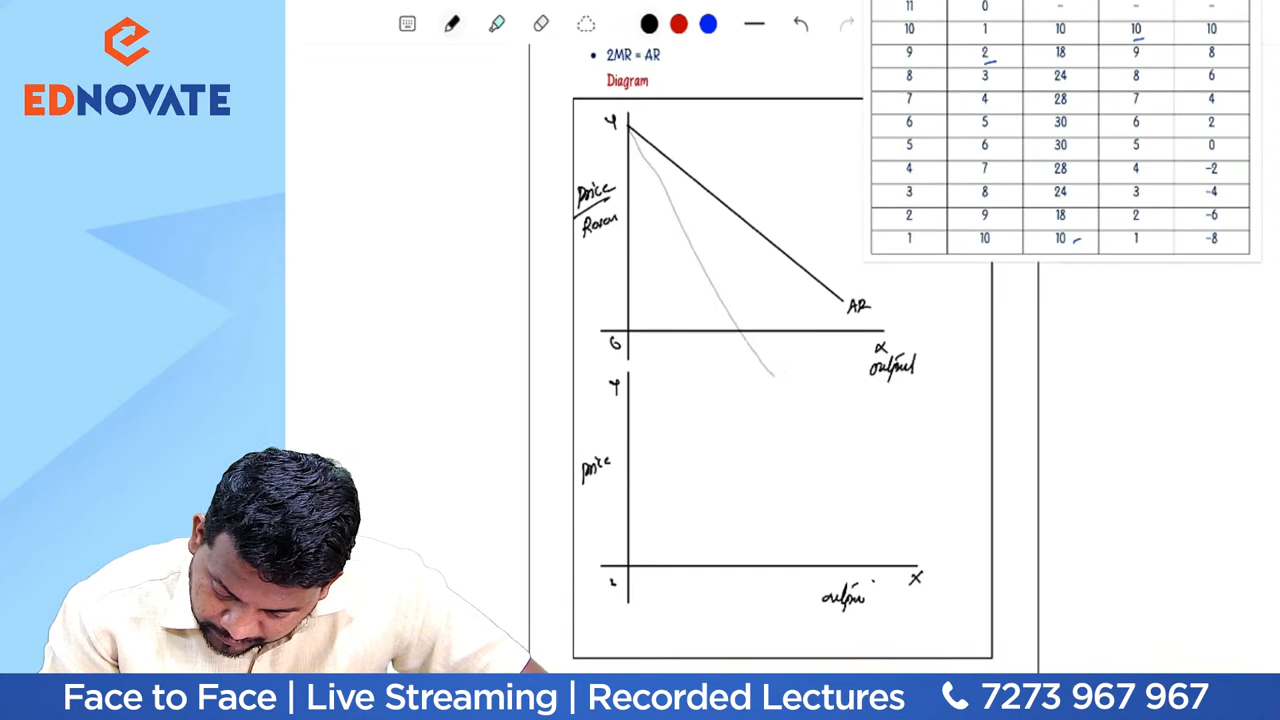 EDNOVATE
• 2MR = AR
Diagram
11 0 - - -
10 1 10 10 10
9 2 18 9 8
8 3 24 8 6
7 4 28 7 4
6 5 30 6 2
5 6 30 5 0
4 7 28 4 -2
3 8 24 3 -4
2 9 18 2 -6
1 10 10 1 -8
Y
Price
AR
X
output
Y
price
X
Face to Face | Live Streaming | Recorded Lectures 7273 967 967